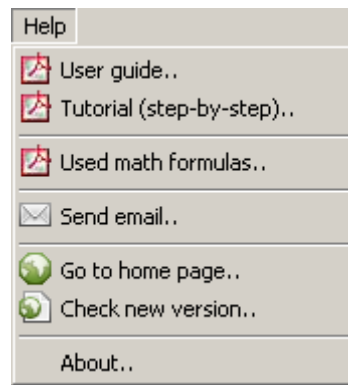 Help
User guide..
Tutorial (step-by-step)..
Used math formulas..
Send email..
Go to home page..
Check new version..
About..